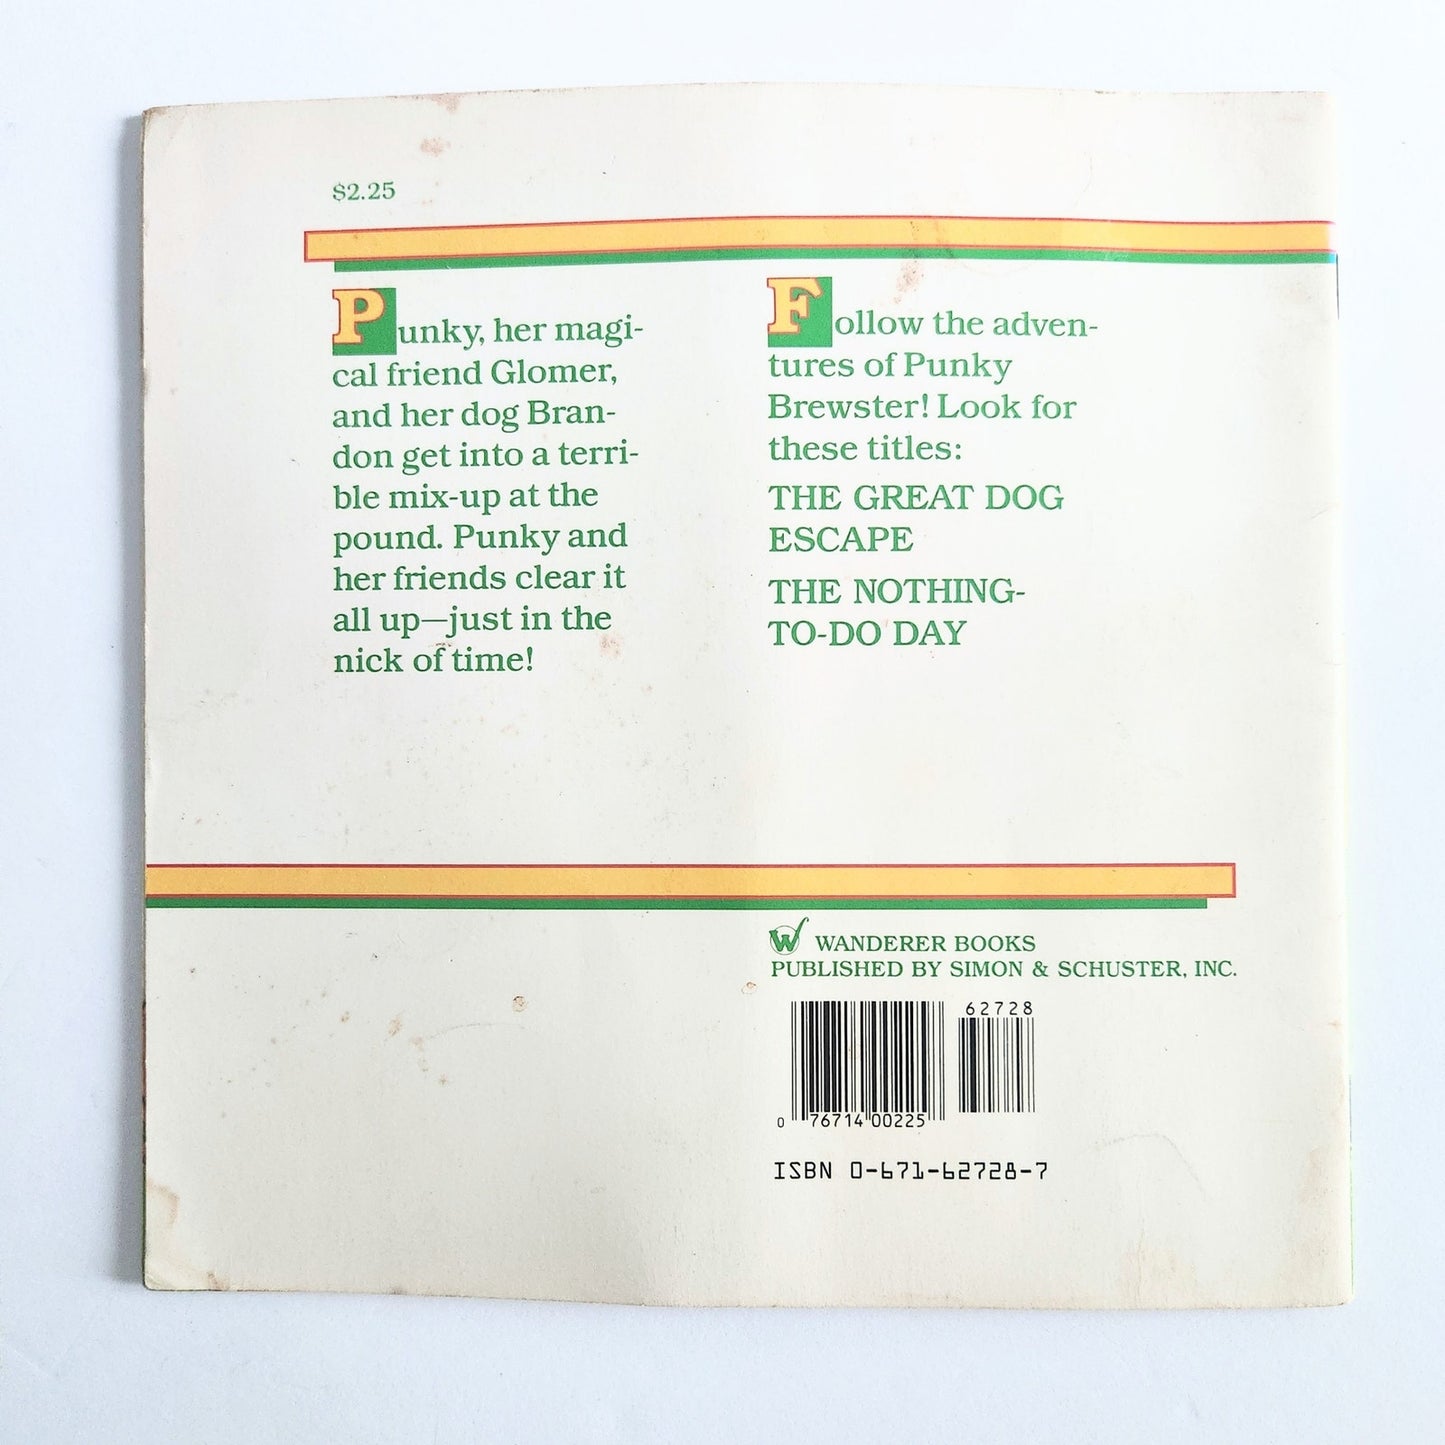 $2.25
Punky, her magi-
cal friend Glomer,
and her dog Bran-
don get into a terri-
ble mix-up at the
pound. Punky and
her friends clear it
all up—just in the
nick of time!
Follow the adven-
tures of Punky
Brewster! Look for
these titles:
THE GREAT DOG
ESCAPE
THE NOTHING-
TO-DO DAY
W WANDERER BOOKS
PUBLISHED BY SIMON & SCHUSTER, INC.
62728
0 76714 00225
ISBN 0-671-62728-7